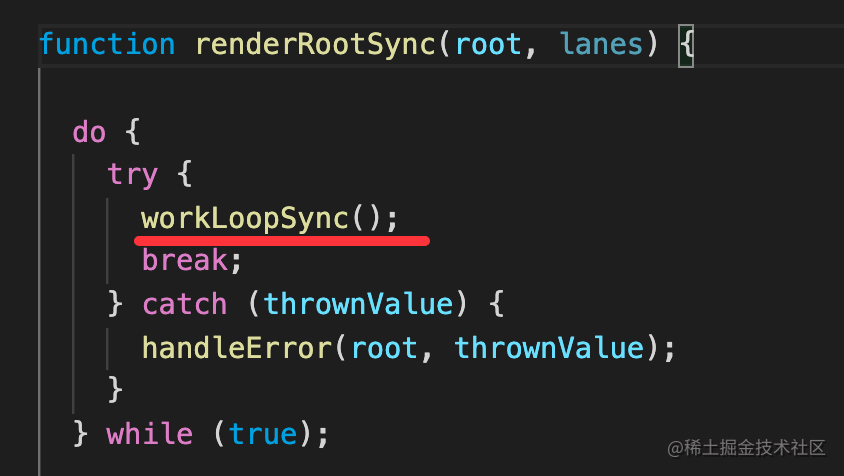 function renderRootSync(root, lanes) {
do {
try {
workLoopSync();
break;
} catch (thrownValue) {
handleError(root, thrownValue);
}
} while (true);
@稀土掘金技术社区